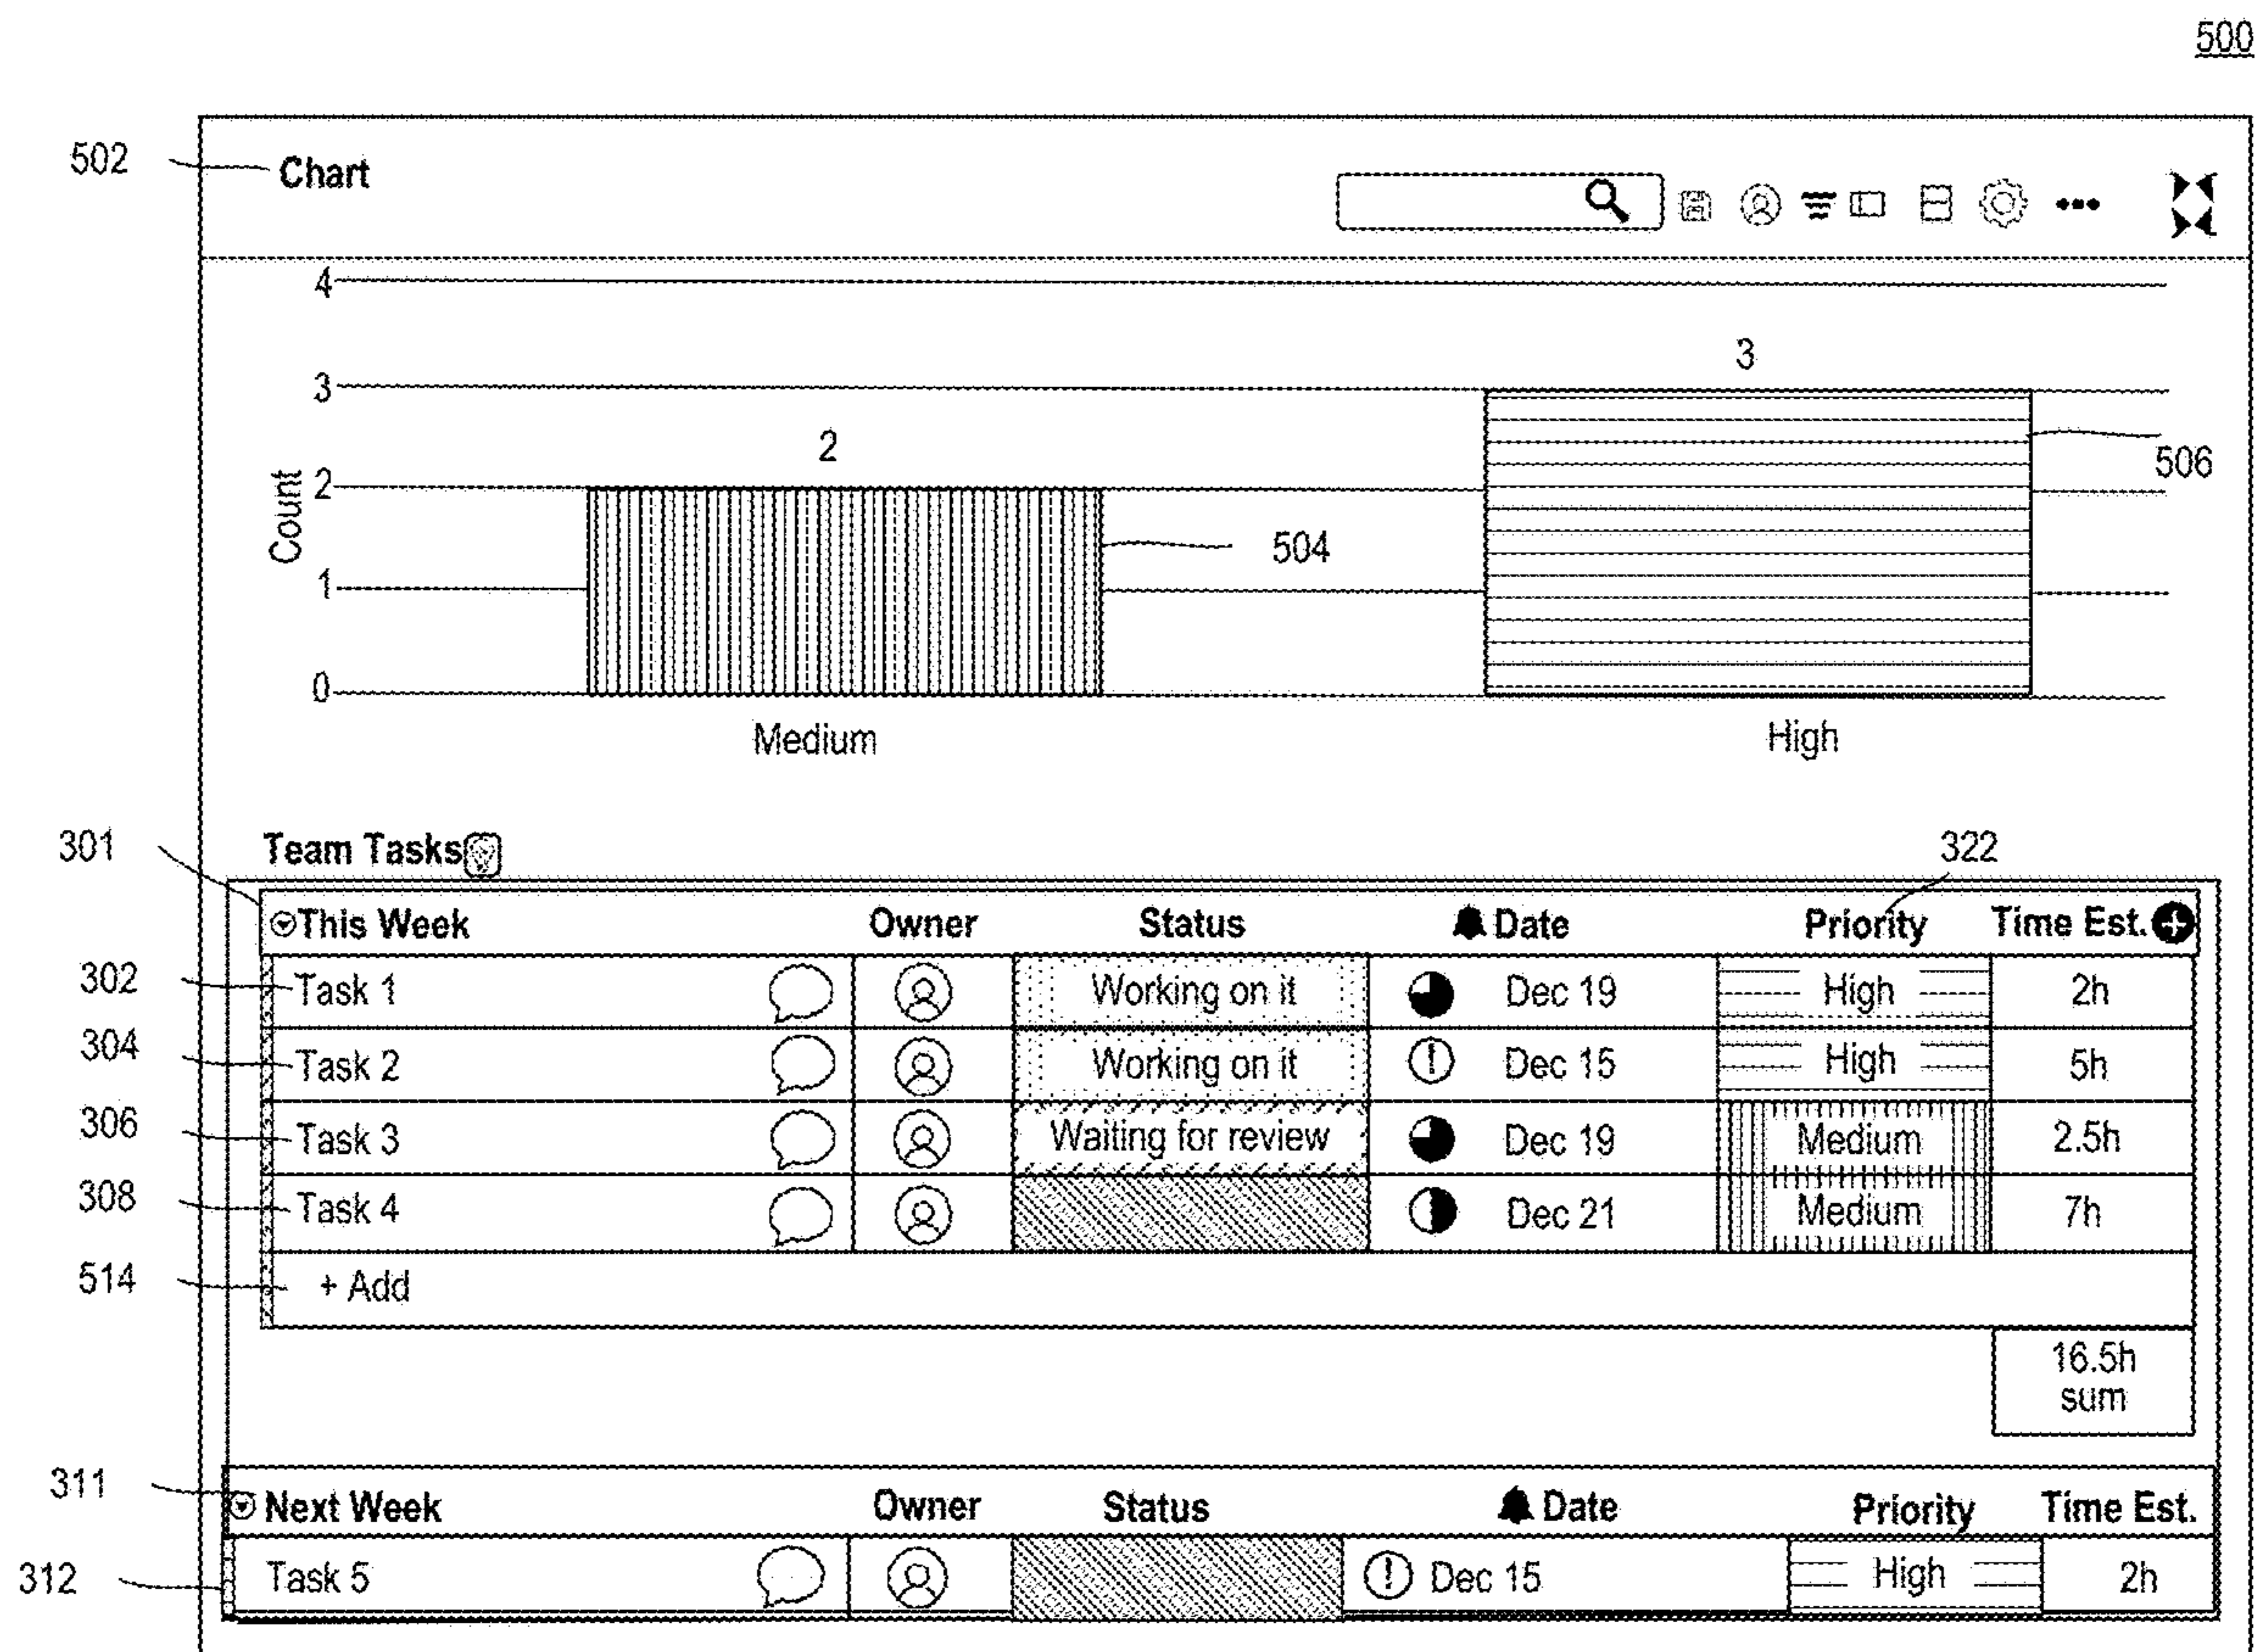 500
502 Chart
4
3 3
2
506
Count 2
504
1
0
Medium High
301 Team Tasks 322
This Week Owner Status Date Priority Time Est.
302 Task 1 Working on it Dec 19 High 2h
304 Task 2 Working on it Dec 15 High 5h
306 Task 3 Waiting for review Dec 19 Medium 2.5h
308 Task 4 Dec 21 Medium 7h
514 + Add
16.5h
sum
311 Next Week Owner Status Date Priority Time Est.
312 Task 5 Dec 15 High 2h